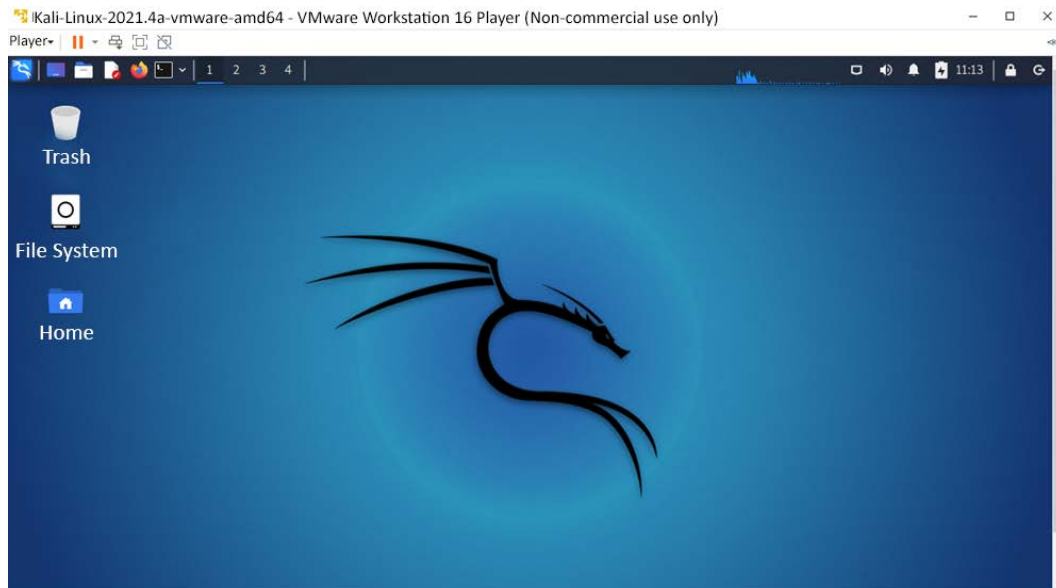 Kali-Linux-2021.4a-vmware-amd64 - VMware Workstation 16 Player (Non-commercial use only)
Player
1 2 3 4
11:13
Trash
File System
Home